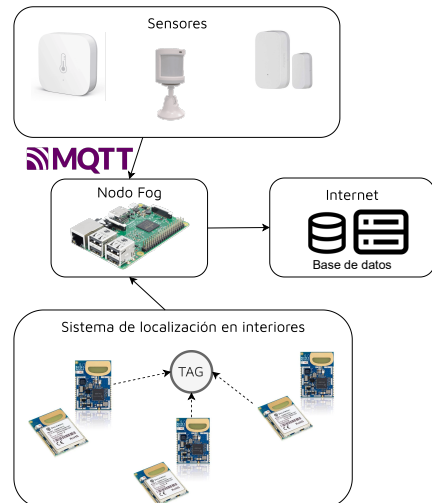 Sensores
MQTT
Nodo Fog
Internet
Base de datos
Sistema de localización en interiores
TAG